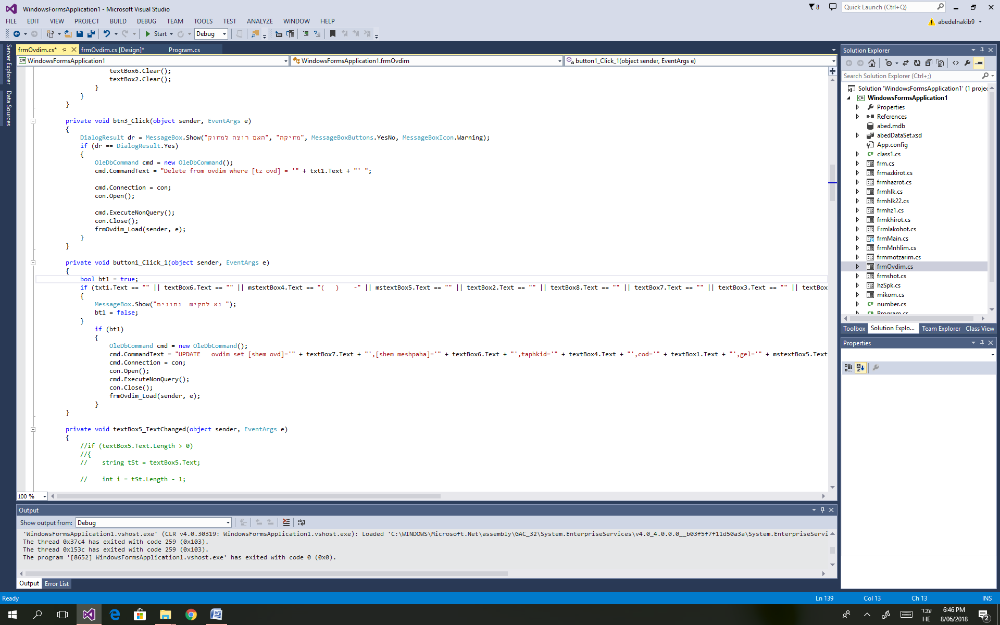 WindowsFormsApplication1 - Microsoft Visual Studio
8
Quick Launch (Ctrl+Q)
FILE EDIT VIEW PROJECT BUILD DEBUG TEAM TOOLS TEST ANALYZE WINDOW HELP
abedelnakib9
Start
Debug
Server Explorer
Data Sources
frmOvdim.cs*
frmOvdim.cs [Design]*
Program.cs
WindowsFormsApplication1
WindowsFormsApplication1.frmOvdim
button1_Click_1(object sender, EventArgs e)
textBox6.Clear();
textBox2.Clear();
}
}
}
private void btn3_Click(object sender, EventArgs e)
{
DialogResult dr = MessageBox.Show("האם רוצה למחוק", "מחיקה", MessageBoxButtons.YesNo, MessageBoxIcon.Warning);
if (dr == DialogResult.Yes)
{
OleDbCommand cmd = new OleDbCommand();
cmd.CommandText = "Delete from ovdim where [tz ovd] = '" + txt1.Text + "' ";
cmd.Connection = con;
con.Open();
cmd.ExecuteNonQuery();
con.Close();
frmOvdim_Load(sender, e);
}
}
private void button1_Click_1(object sender, EventArgs e)
{
bool bt1 = true;
if (txt1.Text == "" || textBox6.Text == "" || mstextBox4.Text == "(   )    -" || mstextBox5.Text == "" || textBox2.Text == "" || textBox8.Text == "" || textBox7.Text == "" || textBox3.Text == "" || textBox
{
MessageBox.Show("נא להקיש  נתונים ");
bt1 = false;
}
if (bt1)
{
OleDbCommand cmd = new OleDbCommand();
cmd.CommandText = "UPDATE   ovdim set [shem ovd]='" + textBox7.Text + "',[shem meshpaha]='" + textBox6.Text + "',taphkid='" + textBox4.Text + "',cod='" + textBox1.Text + "',gel='" + mstextBox5.Text
cmd.Connection = con;
con.Open();
cmd.ExecuteNonQuery();
con.Close();
frmOvdim_Load(sender, e);
}
}
private void textBox5_TextChanged(object sender, EventArgs e)
{
//if (textBox5.Text.Length > 0)
//{
//    string tSt = textBox5.Text;
//    int i = tSt.Length - 1;
100 %
Output
Show output from: Debug
'WindowsFormsApplication1.vshost.exe' (CLR v4.0.30319: WindowsFormsApplication1.vshost.exe): Loaded 'C:\WINDOWS\Microsoft.Net\assembly\GAC_32\System.EnterpriseServices\v4.0_4.0.0.0__b03f5f7f11d50a3a\System.EnterpriseServi
The thread 0x37c4 has exited with code 259 (0x103).
The thread 0x153c has exited with code 259 (0x103).
The program '[8652] WindowsFormsApplication1.vshost.exe' has exited with code 0 (0x0).
Output Error List
Solution Explorer
Search Solution Explorer (Ctrl+;)
Solution 'WindowsFormsApplication1' (1 projec
WindowsFormsApplication1
Properties
References
abed.mdb
abedDataSet.xsd
App.config
class1.cs
frm.cs
frmazkirot.cs
frmhazrot.cs
frmhlk.cs
frmhlk22.cs
frmhz1.cs
frmkhirot.cs
Frmlakohot.cs
frmMain.cs
frmMnhlim.cs
frmmotzarim.cs
frmOvdim.cs
frmshot.cs
hzSpk.cs
mikom.cs
number.cs
Program.cs
Toolbox Solution Explo... Team Explorer Class View
Properties
Ready
Ln 139 Col 13 Ch 13 INS
עבר
HE
6:46 PM
8/06/2018
2